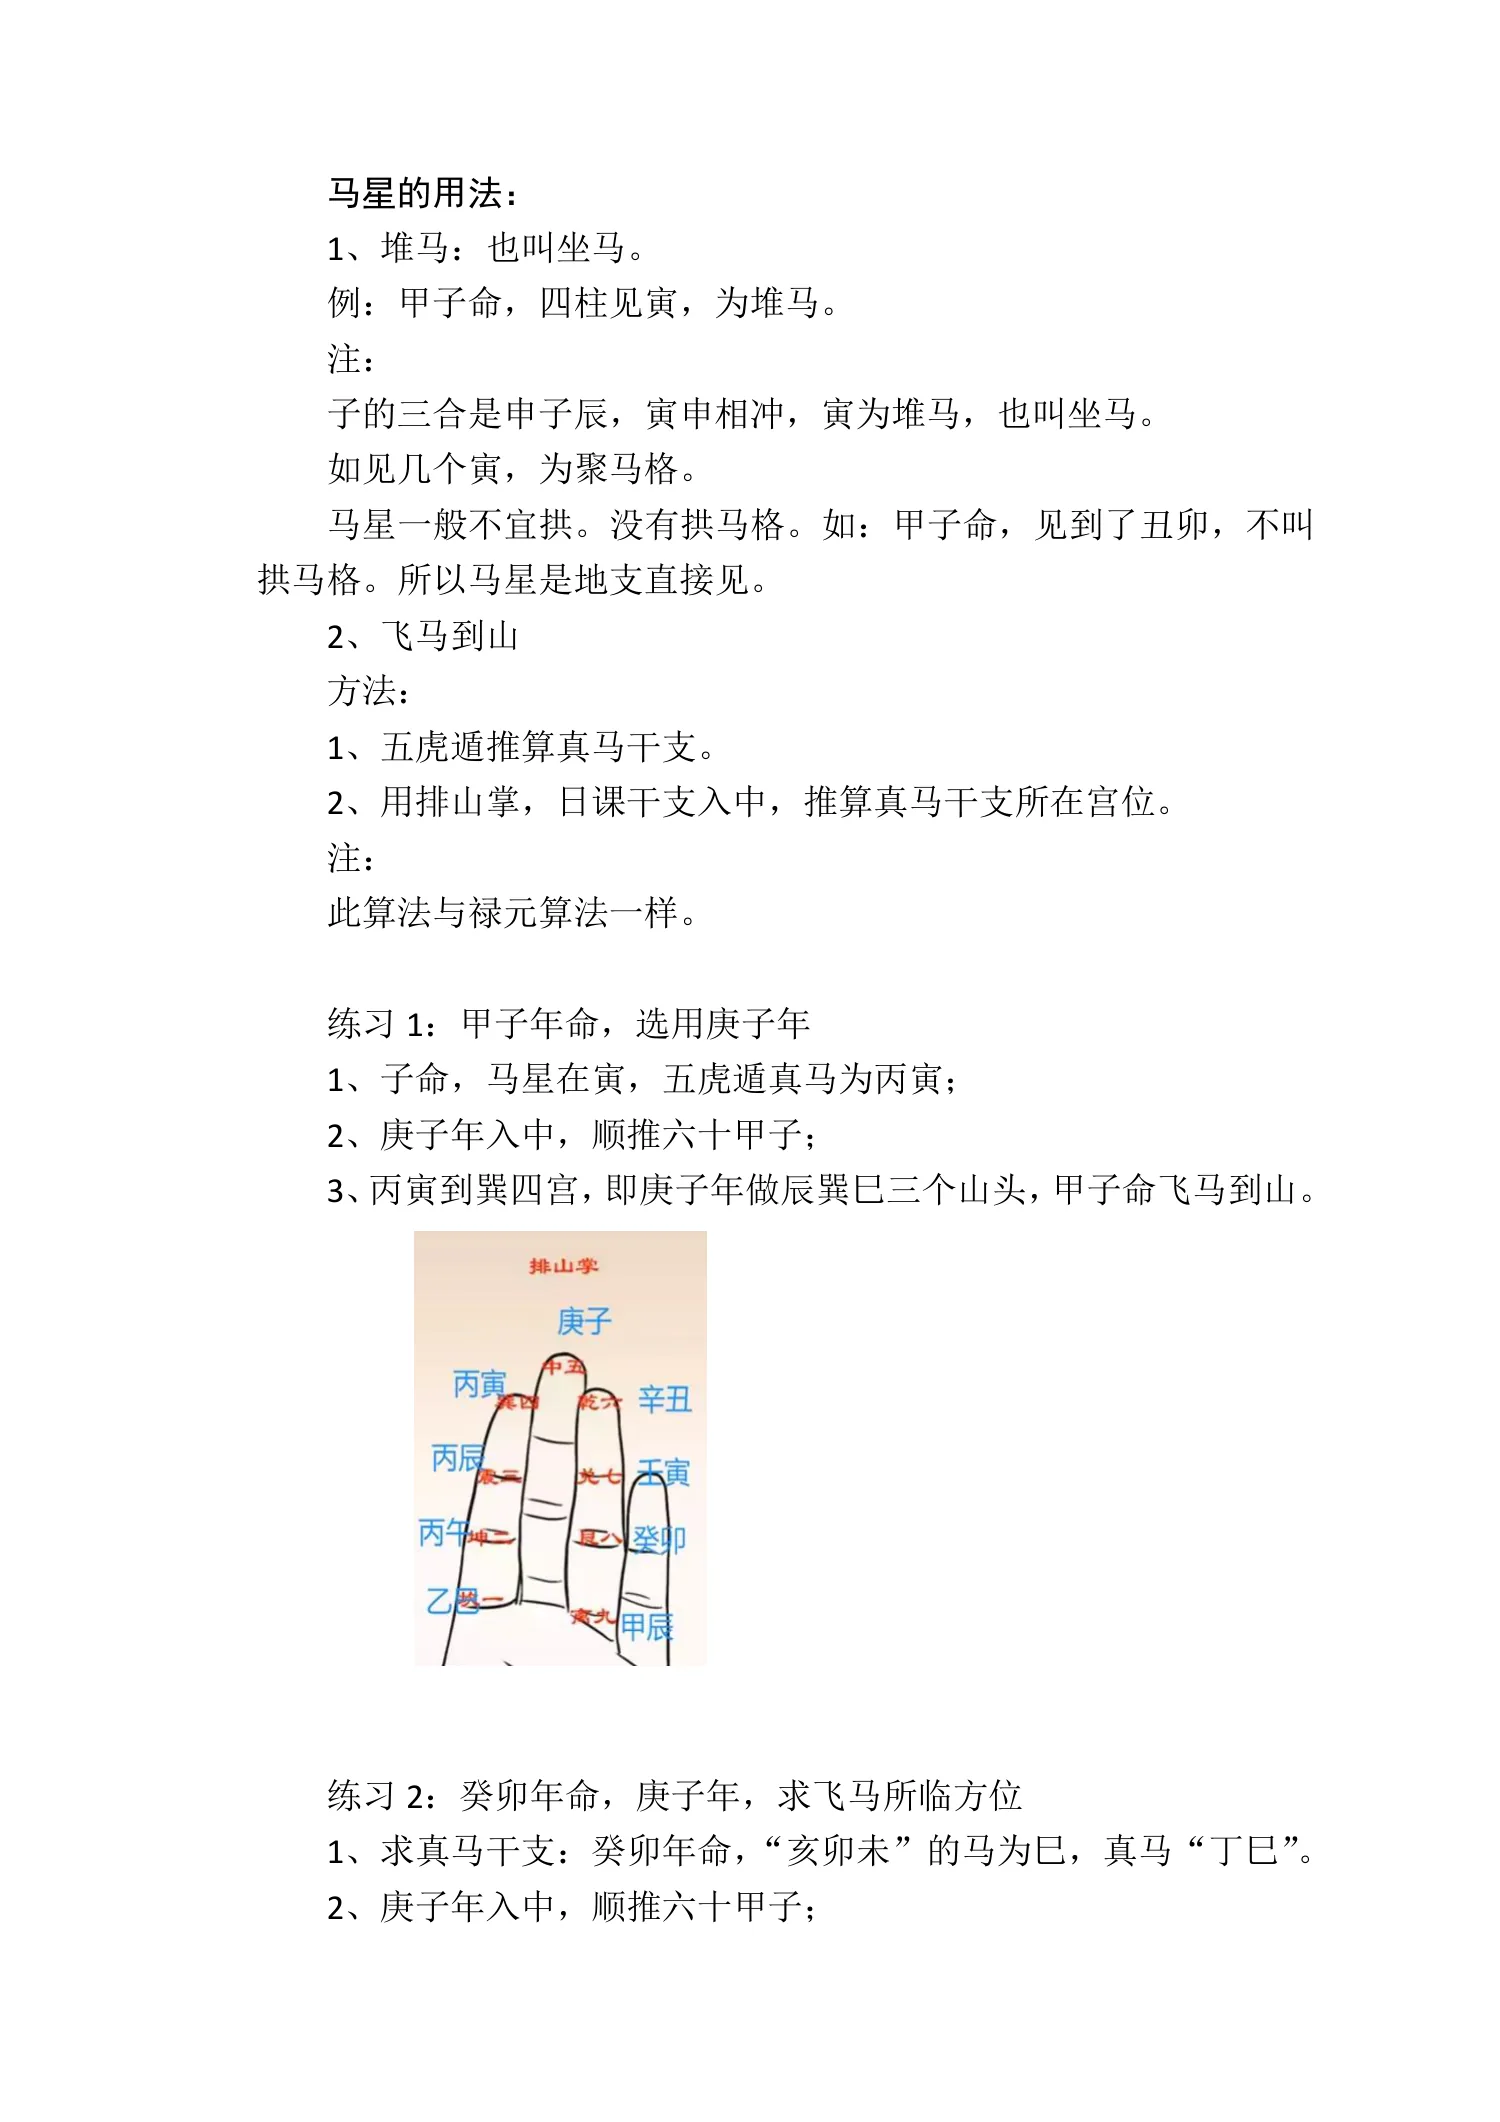 马星的用法：
1、堆马：也叫坐马。
例：甲子命，四柱见寅，为堆马。
注：
子的三合是申子辰，寅申相冲，寅为堆马，也叫坐马。
如见几个寅，为聚马格。
马星一般不宜拱。没有拱马格。如：甲子命，见到了丑卯，不叫
拱马格。所以马星是地支直接见。
2、飞马到山
方法：
1、五虎遁推算真马干支。
2、用排山掌，日课干支入中，推算真马干支所在宫位。
注：
此算法与禄元算法一样。
练习 1：甲子年命，选用庚子年
1、子命，马星在寅，五虎遁真马为丙寅；
2、庚子年入中，顺推六十甲子；
3、丙寅到巽四宫，即庚子年做辰巽巳三个山头，甲子命飞马到山。
排山掌
庚子
中五
丙寅
巽四
乾六
辛丑
丙辰
震三
兑七
壬寅
丙午
坤二
艮八
癸卯
乙巳
坎一
离九
甲辰
练习 2：癸卯年命，庚子年，求飞马所临方位
1、求真马干支：癸卯年命，“亥卯未”的马为巳，真马“丁巳”。
2、庚子年入中，顺推六十甲子；